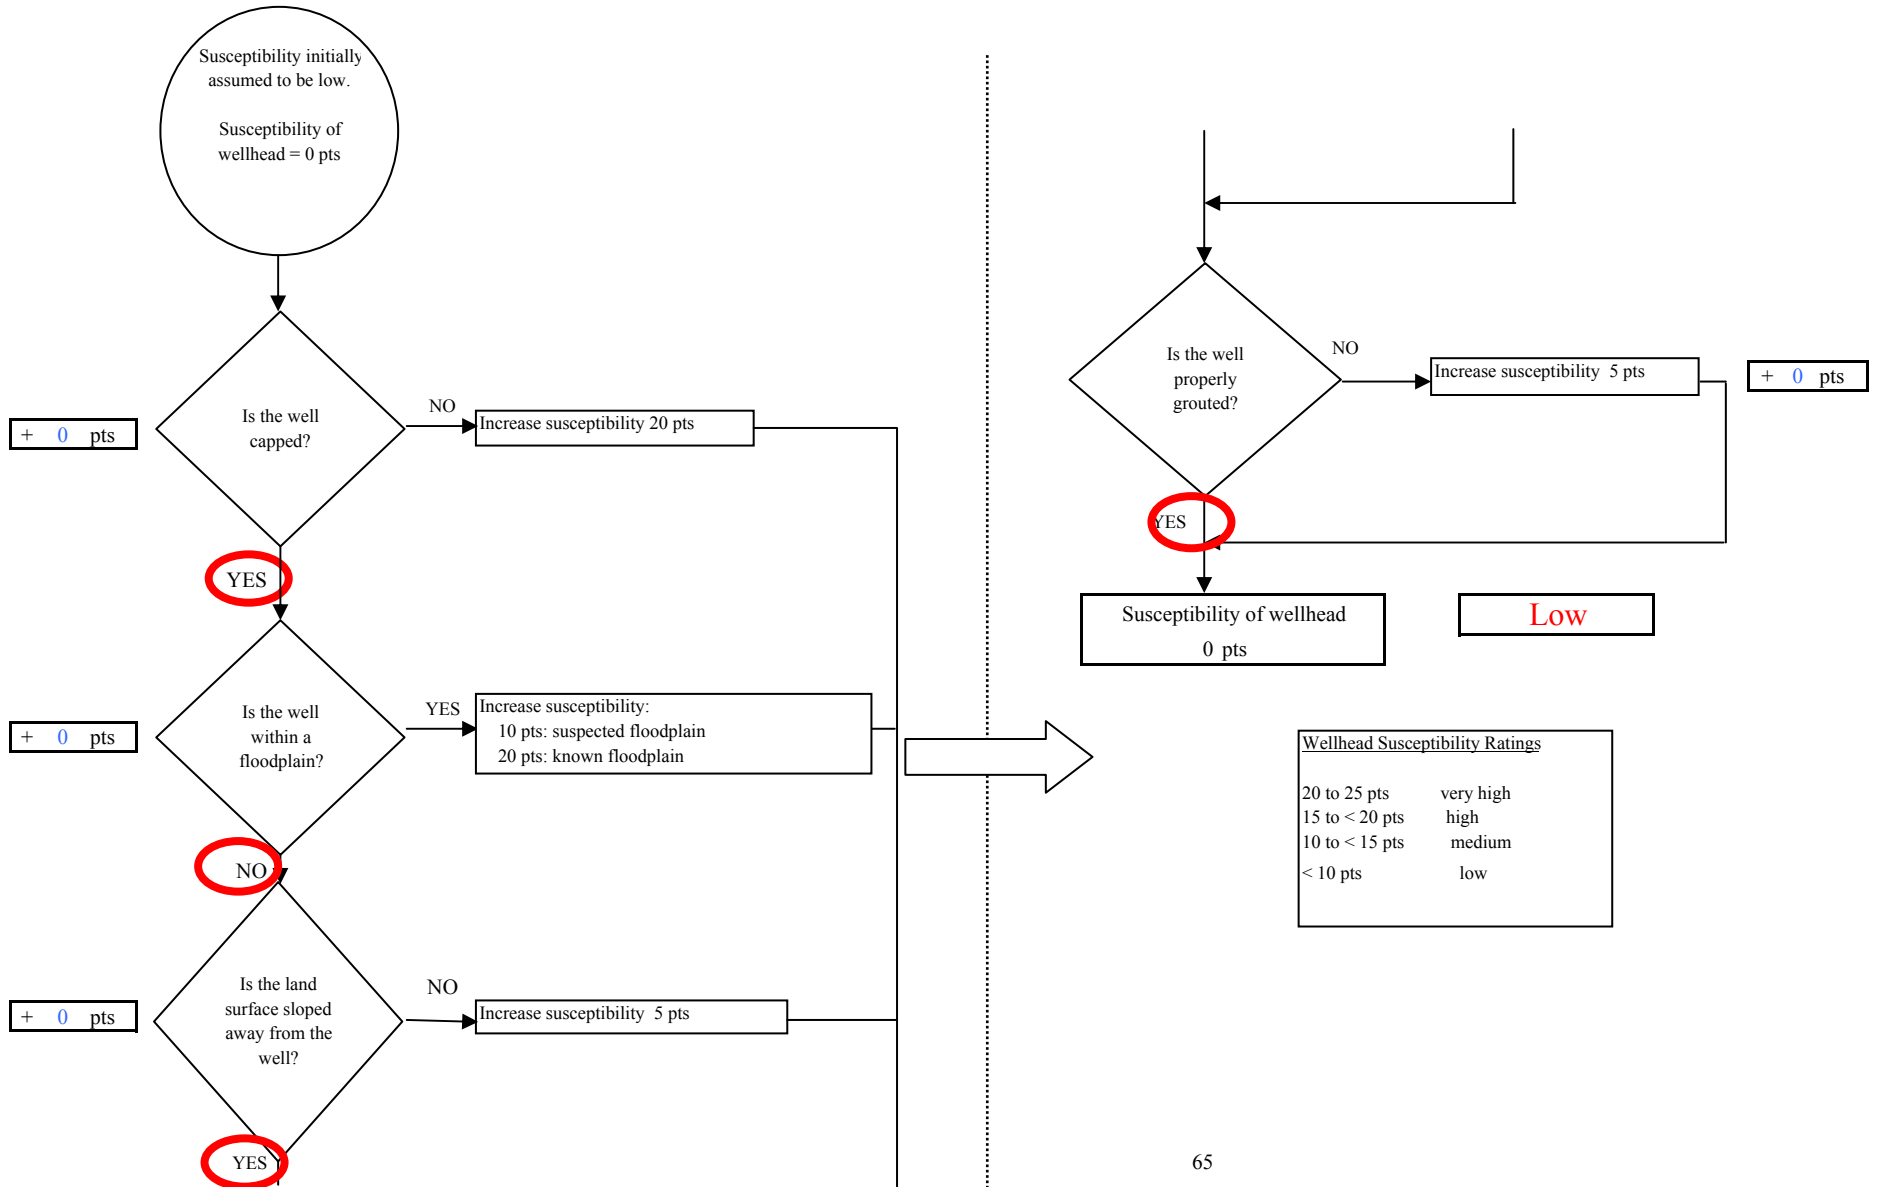 Susceptibility initially
assumed to be low.
Susceptibility of
wellhead = 0 pts
Is the well
capped?
NO
Increase susceptibility 20 pts
+ 0 pts
YES
Is the well
within a
floodplain?
YES
Increase susceptibility:
10 pts: suspected floodplain
20 pts: known floodplain
+ 0 pts
NO
Is the land
surface sloped
away from the
well?
NO
Increase susceptibility 5 pts
+ 0 pts
YES
Is the well
properly
grouted?
NO
Increase susceptibility 5 pts
+ 0 pts
YES
Susceptibility of wellhead
0 pts
Low
Wellhead Susceptibility Ratings
20 to 25 pts very high
15 to < 20 pts high
10 to < 15 pts medium
< 10 pts low
65